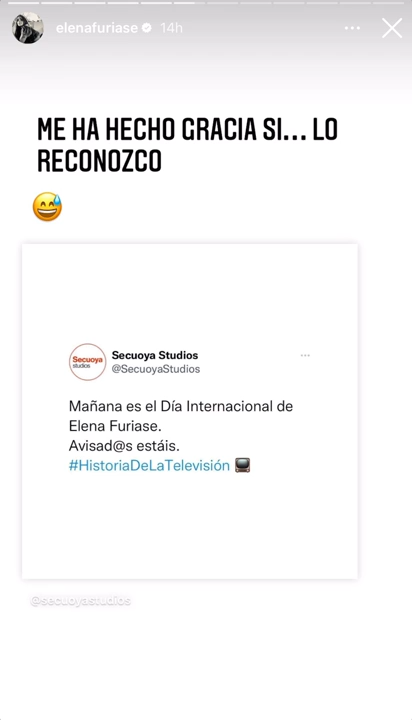 elenafuriase 14h
ME HA HECHO GRACIA SI... LO
RECONOZCO
😅
Secuoya
studios
Secuoya Studios
@SecuoyaStudios
Mañana es el Día Internacional de
Elena Furiase.
Avisad@s estáis.
#HistoriaDeLaTelevisión 📺
@secuoyastudios